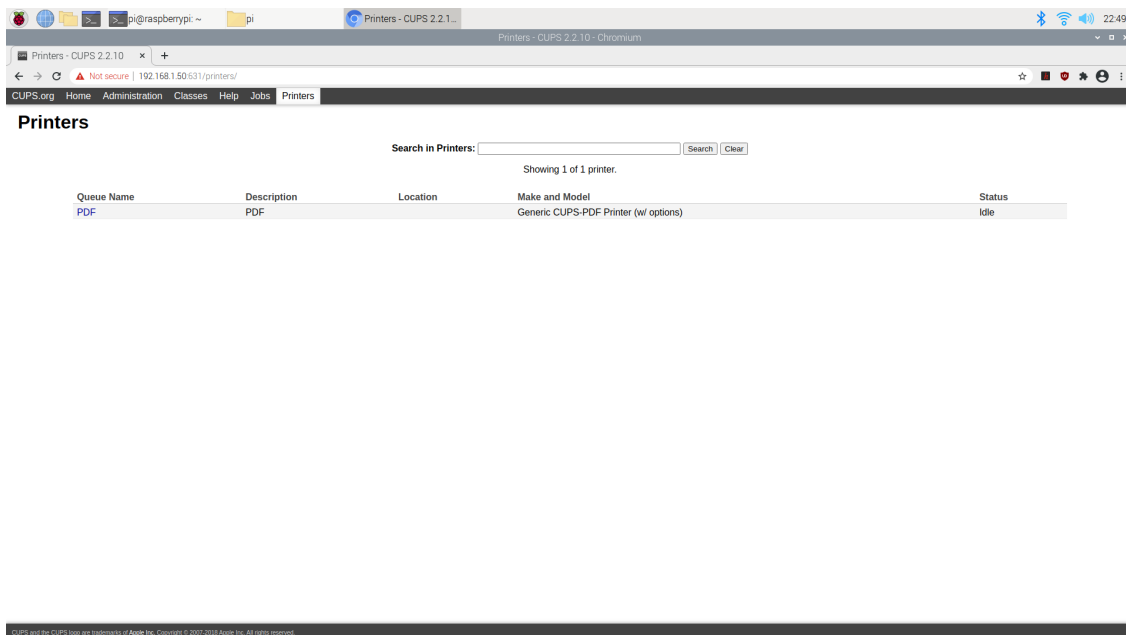 pi@raspberrypi: ~ pi Printers - CUPS 2.2.1... 22:49
Printers - CUPS 2.2.10 - Chromium
Printers - CUPS 2.2.10
Not secure | 192.168.1.50:631/printers/
CUPS.org Home Administration Classes Help Jobs Printers
Printers
Search in Printers: Search Clear
Showing 1 of 1 printer.
Queue Name Description Location Make and Model Status
PDF PDF Generic CUPS-PDF Printer (w/ options) Idle
CUPS and the CUPS logo are trademarks of Apple Inc. Copyright © 2007-2018 Apple Inc. All rights reserved.